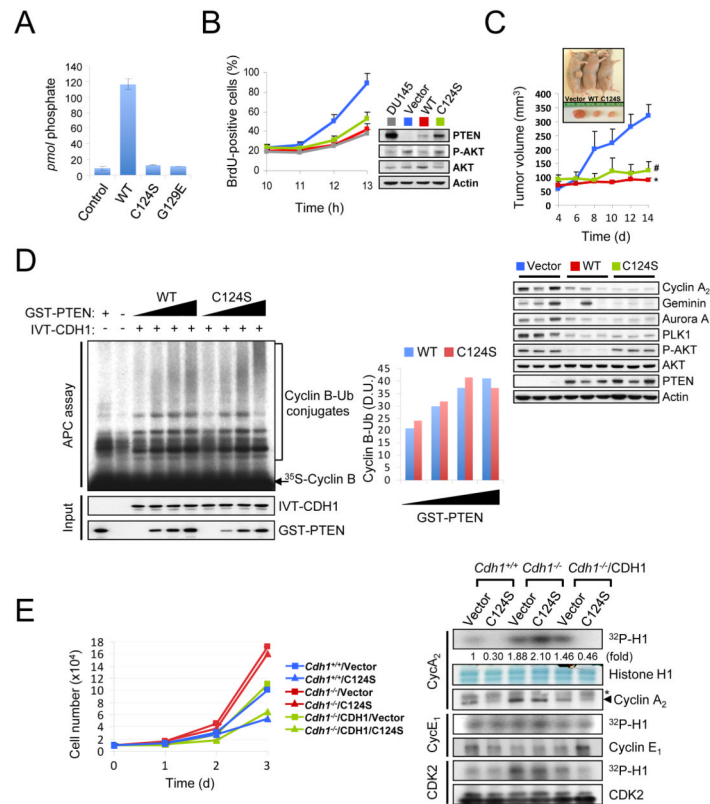 A
pmol phosphate
140
120
100
80
60
40
20
0
Control
WT
C124S
G129E
B
BrdU-positive cells (%)
100
80
60
40
20
0
10 11 12 13
Time (h)
DU145
Vector
WT
C124S
PTEN
P-AKT
AKT
Actin
C
Vector WT C124S
Tumor volume (mm3)
400
350
300
250
200
150
100
50
0
4 6 8 10 12 14
#
*
Time (d)
Vector WT C124S
Cyclin A2
Geminin
Aurora A
PLK1
P-AKT
AKT
PTEN
Actin
D
WT C124S
GST-PTEN: + -
IVT-CDH1: - - + + + + + + + +
APC assay
Cyclin B-Ub
conjugates
35S-Cyclin B
Input
IVT-CDH1
GST-PTEN
WT C124S
Cyclin B-Ub (D.U.)
50
45
40
35
30
25
20
15
10
5
0
GST-PTEN
E
Cell number (x10^4)
18
16
14
12
10
8
6
4
2
0
0 1 2 3
Time (d)
Cdh1+/+/Vector
Cdh1+/+/C124S
Cdh1-/-/Vector
Cdh1-/-/C124S
Cdh1-/-/CDH1/Vector
Cdh1-/-/CDH1/C124S
Cdh1+/+ Cdh1-/- Cdh1-/-/CDH1
Vector
C124S
Vector
C124S
Vector
C124S
CycA2
32P-H1
1 0.30 1.88 2.10 1.46 0.46 (fold)
Histone H1
*
Cyclin A2
CycE1
32P-H1
Cyclin E1
CDK2
32P-H1
CDK2